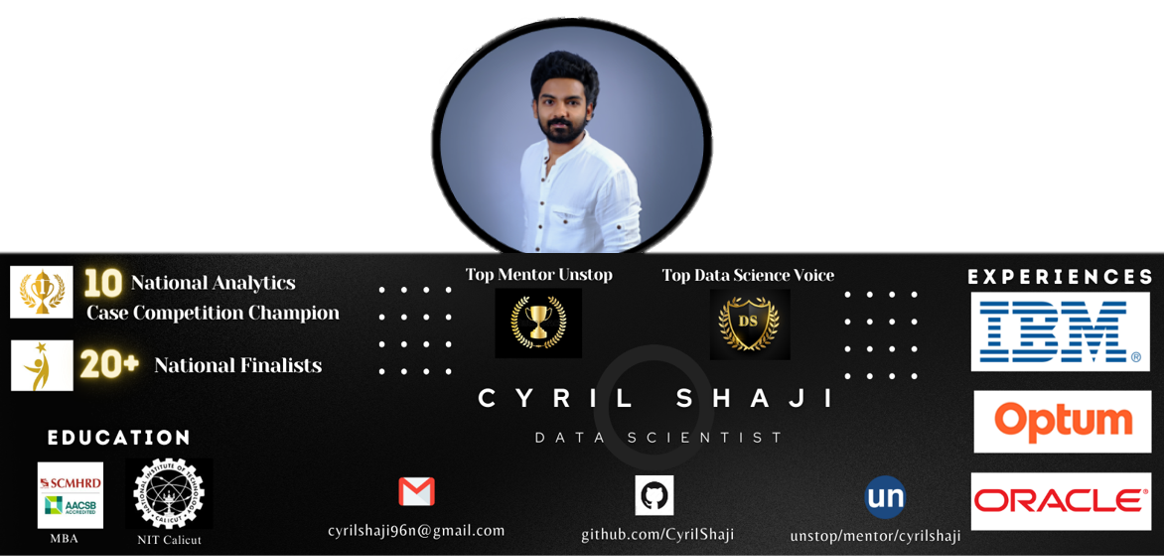 10 National Analytics
Case Competition Champion
20+ National Finalists
Top Mentor Unstop
Top Data Science Voice
DS
EXPERIENCES
IBM®
Optum
ORACLE®
CYRIL SHAJI
DATA SCIENTIST
EDUCATION
SCMHRD
AACSB
ACCREDITED
MBA
NATIONAL INSTITUTE OF TECHNOLOGY
CALICUT
NIT Calicut
cyrilshaji96n@gmail.com
github.com/CyrilShaji
un
unstop/mentor/cyrilshaji